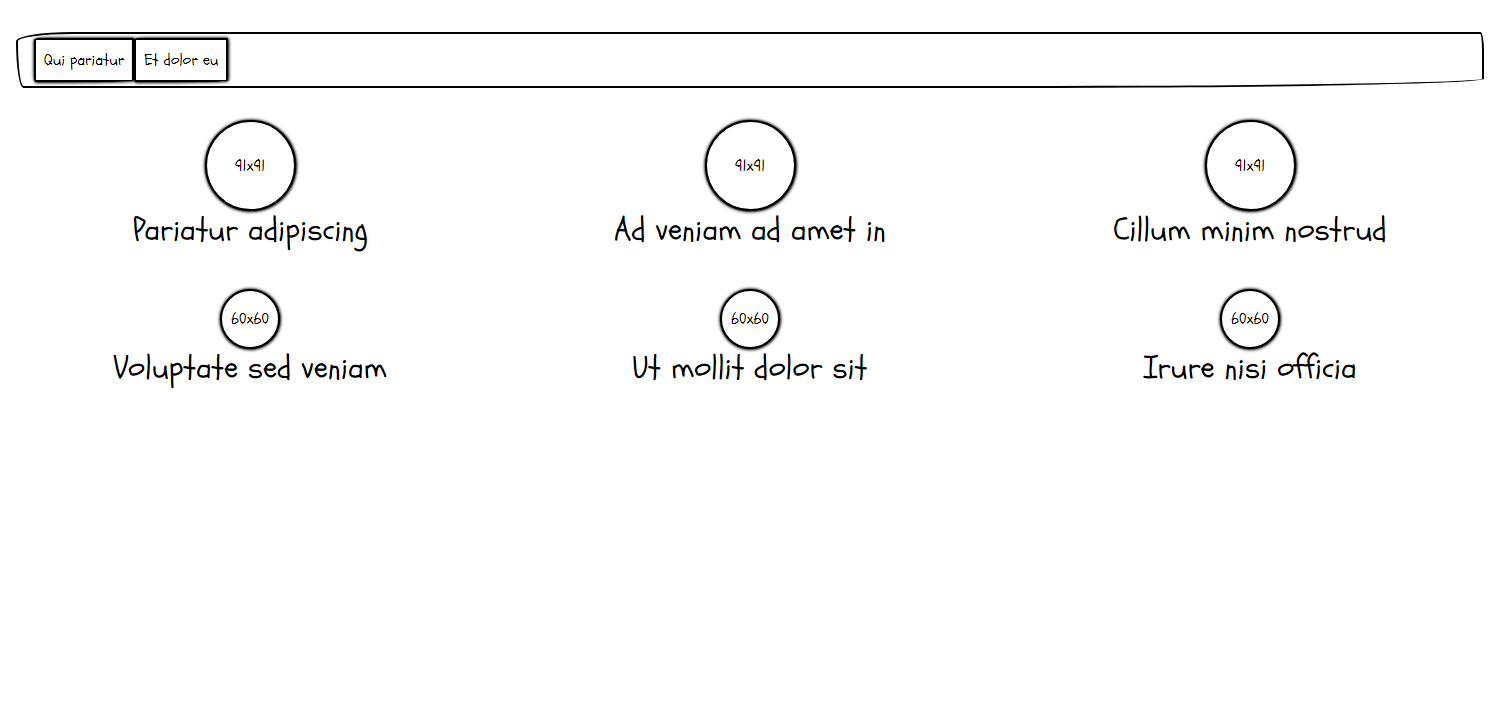 Qui pariatur Et dolor eu
91x91 91x91 91x91
Pariatur adipiscing Ad veniam ad amet in Cillum minim nostrud
60x60 60x60 60x60
Voluptate sed veniam Ut mollit dolor sit Irure nisi officia